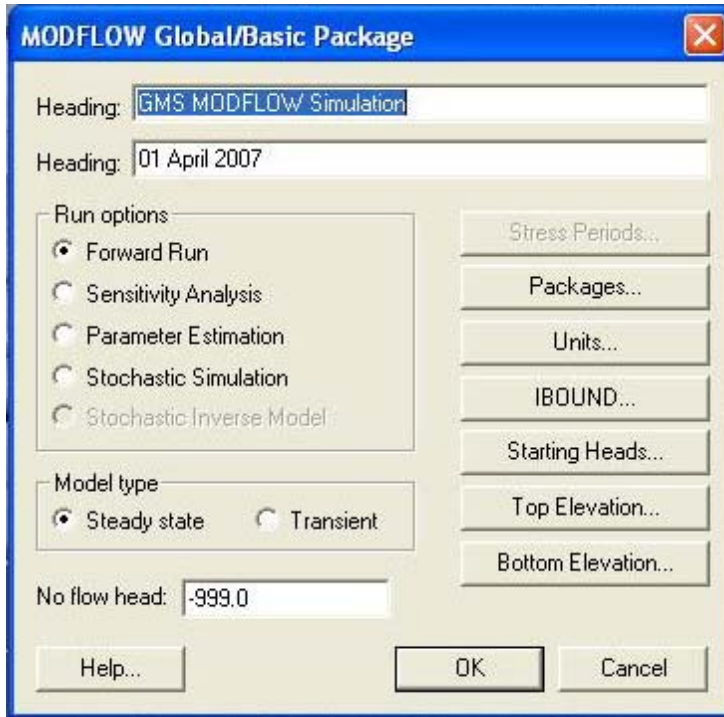 MODFLOW Global/Basic Package
Heading: GMS MODFLOW Simulation
Heading: 01 April 2007
Run options
Forward Run
Sensitivity Analysis
Parameter Estimation
Stochastic Simulation
Stochastic Inverse Model
Model type
Steady state Transient
No flow head: -999.0
Stress Periods...
Packages...
Units...
IBOUND...
Starting Heads...
Top Elevation...
Bottom Elevation...
Help... OK Cancel